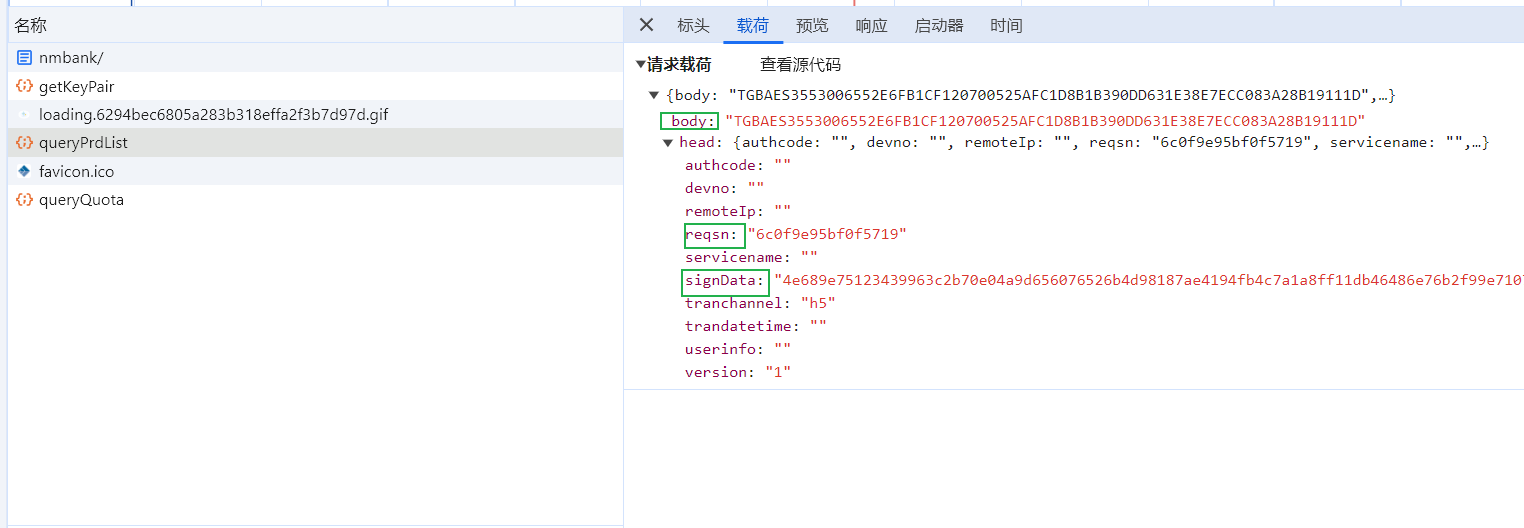 名称
nmbank/
getKeyPair
loading.6294bec6805a283b318effa2f3b7d97d.gif
queryPrdList
favicon.ico
queryQuota
标头 载荷 预览 响应 启动器 时间
请求载荷 查看源代码
{body: "TGBAES3553006552E6FB1CF120700525AFC1D8B1B390DD631E38E7ECC083A28B19111D",…}
body: "TGBAES3553006552E6FB1CF120700525AFC1D8B1B390DD631E38E7ECC083A28B19111D"
head: {authcode: "", devno: "", remoteIp: "", reqsn: "6c0f9e95bf0f5719", servicename: "",…}
authcode: ""
devno: ""
remoteIp: ""
reqsn: "6c0f9e95bf0f5719"
servicename: ""
signData: "4e689e75123439963c2b70e04a9d656076526b4d98187ae4194fb4c7a1a8ff11db46486e76b2f99e7107
tranchannel: "h5"
trandatetime: ""
userinfo: ""
version: "1"